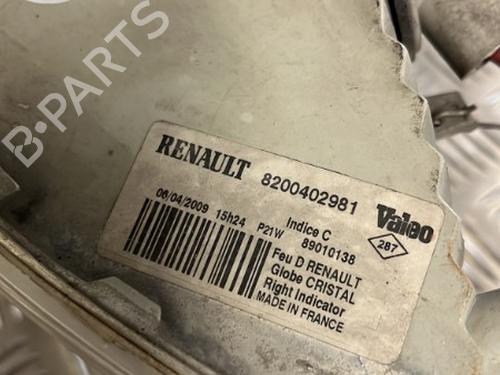 B-PARTS
RENAULT 8200402981
06/04/2009 15h24 P21W Indice C
89010138
Valeo
287
Feu D RENAULT
Globe CRISTAL
Right Indicator
MADE IN FRANCE